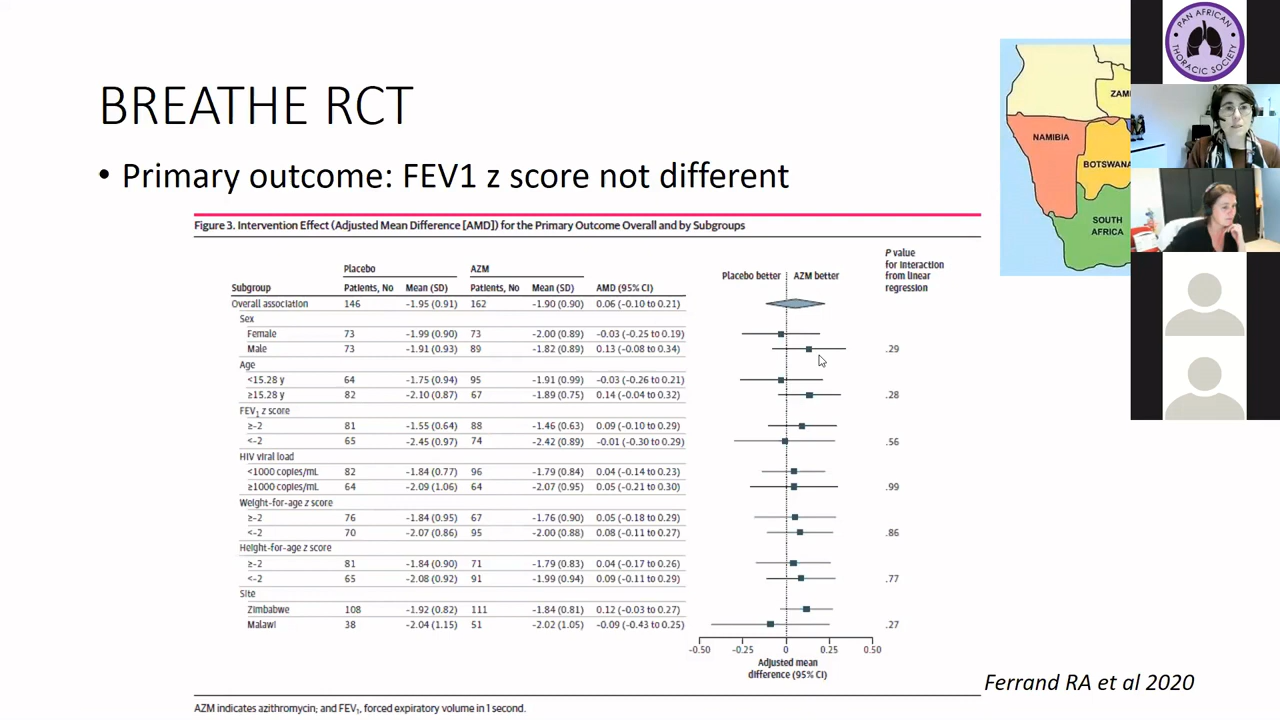 BREATHE RCT
• Primary outcome: FEV1 z score not different
Figure 3. Intervention Effect (Adjusted Mean Difference [AMD]) for the Primary Outcome Overall and by Subgroups
Placebo AZM Placebo better AZM better P value for interaction from linear regression
Subgroup Patients, No Mean (SD) Patients, No Mean (SD) AMD (95% CI)
Overall association 146 -1.95 (0.91) 162 -1.90 (0.90) 0.06 (-0.10 to 0.21)
Sex
Female 73 -1.99 (0.90) 73 -2.00 (0.89) -0.03 (-0.25 to 0.19)
Male 73 -1.91 (0.93) 89 -1.82 (0.89) 0.13 (-0.08 to 0.34) .29
Age
<15.28 y 64 -1.75 (0.94) 95 -1.91 (0.99) -0.03 (-0.26 to 0.21)
≥15.28 y 82 -2.10 (0.87) 67 -1.89 (0.75) 0.14 (-0.04 to 0.32) .28
FEV1 z score
≥-2 81 -1.55 (0.64) 88 -1.46 (0.63) 0.09 (-0.10 to 0.29)
<-2 65 -2.45 (0.97) 74 -2.42 (0.89) -0.01 (-0.30 to 0.29) .56
HIV viral load
<1000 copies/mL 82 -1.84 (0.77) 96 -1.79 (0.84) 0.04 (-0.14 to 0.23)
≥1000 copies/mL 64 -2.09 (1.06) 64 -2.07 (0.95) 0.05 (-0.21 to 0.30) .99
Weight-for-age z score
≥-2 76 -1.84 (0.95) 67 -1.76 (0.90) 0.05 (-0.18 to 0.29)
<-2 70 -2.07 (0.86) 95 -2.00 (0.88) 0.08 (-0.11 to 0.27) .86
Height-for-age z score
≥-2 81 -1.84 (0.90) 71 -1.79 (0.83) 0.04 (-0.17 to 0.26)
<-2 65 -2.08 (0.92) 91 -1.99 (0.94) 0.09 (-0.11 to 0.29) .77
Site
Zimbabwe 108 -1.92 (0.82) 111 -1.84 (0.81) 0.12 (-0.03 to 0.27)
Malawi 38 -2.04 (1.15) 51 -2.02 (1.05) -0.09 (-0.43 to 0.25) .27
-0.50 -0.25 0 0.25 0.50
Adjusted mean
difference (95% CI)
AZM indicates azithromycin; and FEV1, forced expiratory volume in 1 second.
Ferrand RA et al 2020
ZAM
NAMIBIA
BOTSWANA
SOUTH
AFRICA
PAN AFRICAN
THORACIC SOCIETY